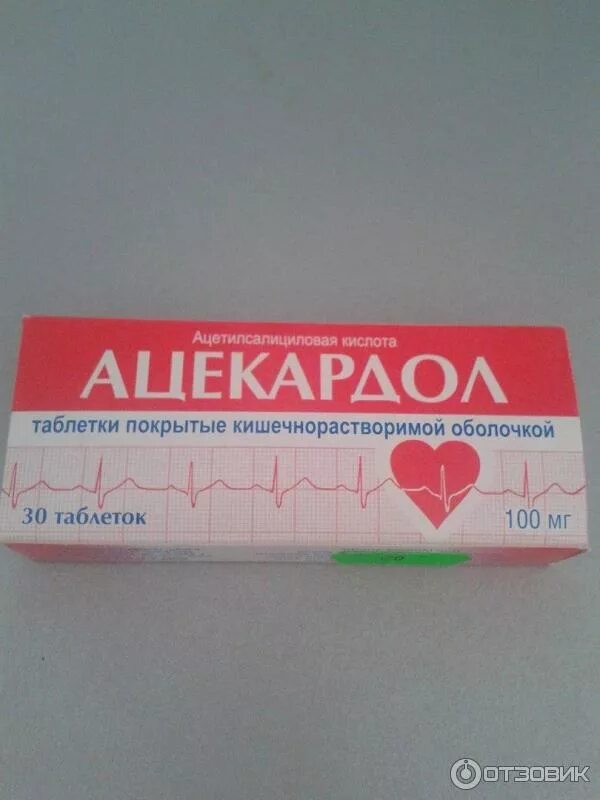 Ацетилсалициловая кислота
АЦЕКАРДОЛ
таблетки покрытые кишечнорастворимой оболочкой
30 таблеток
100 мг
ОТЗОВИК